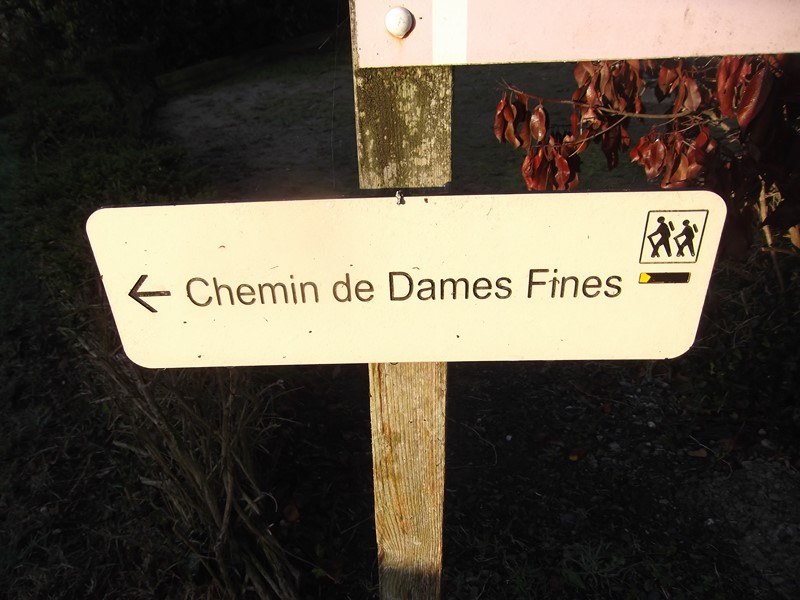 ← Chemin de Dames Fines